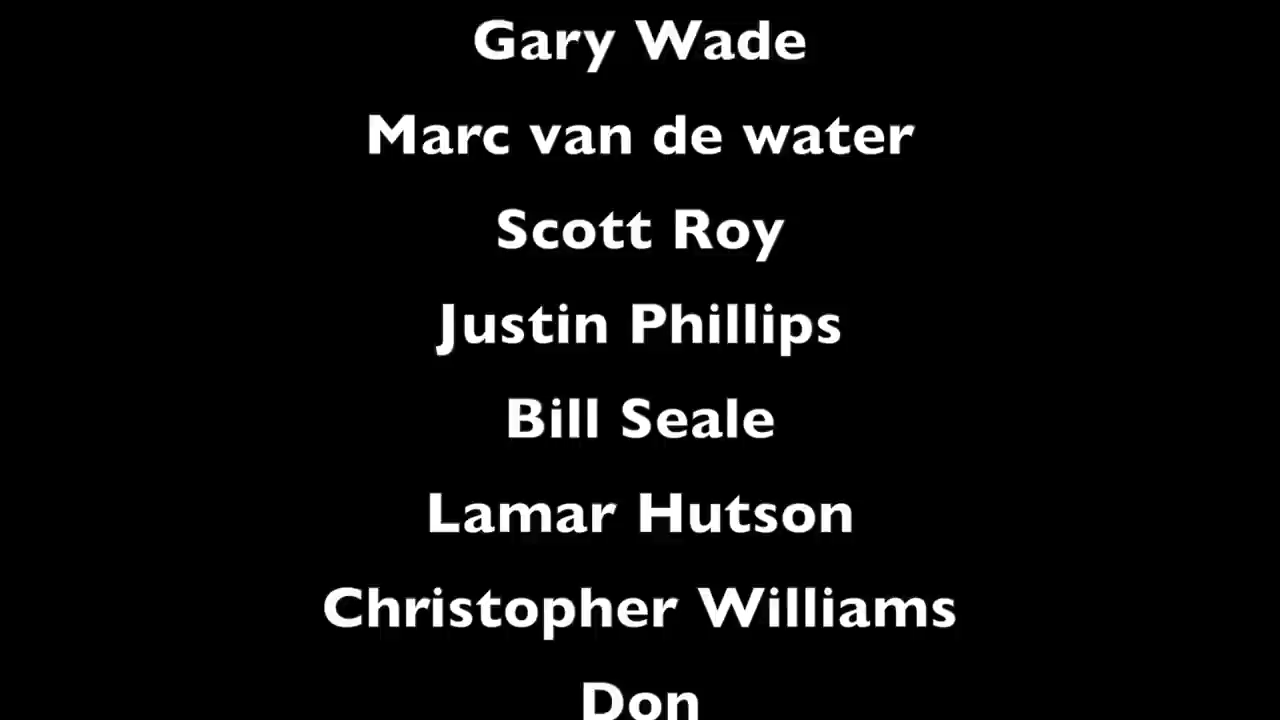 Gary Wade
Marc van de water
Scott Roy
Justin Phillips
Bill Seale
Lamar Hutson
Christopher Williams
Don